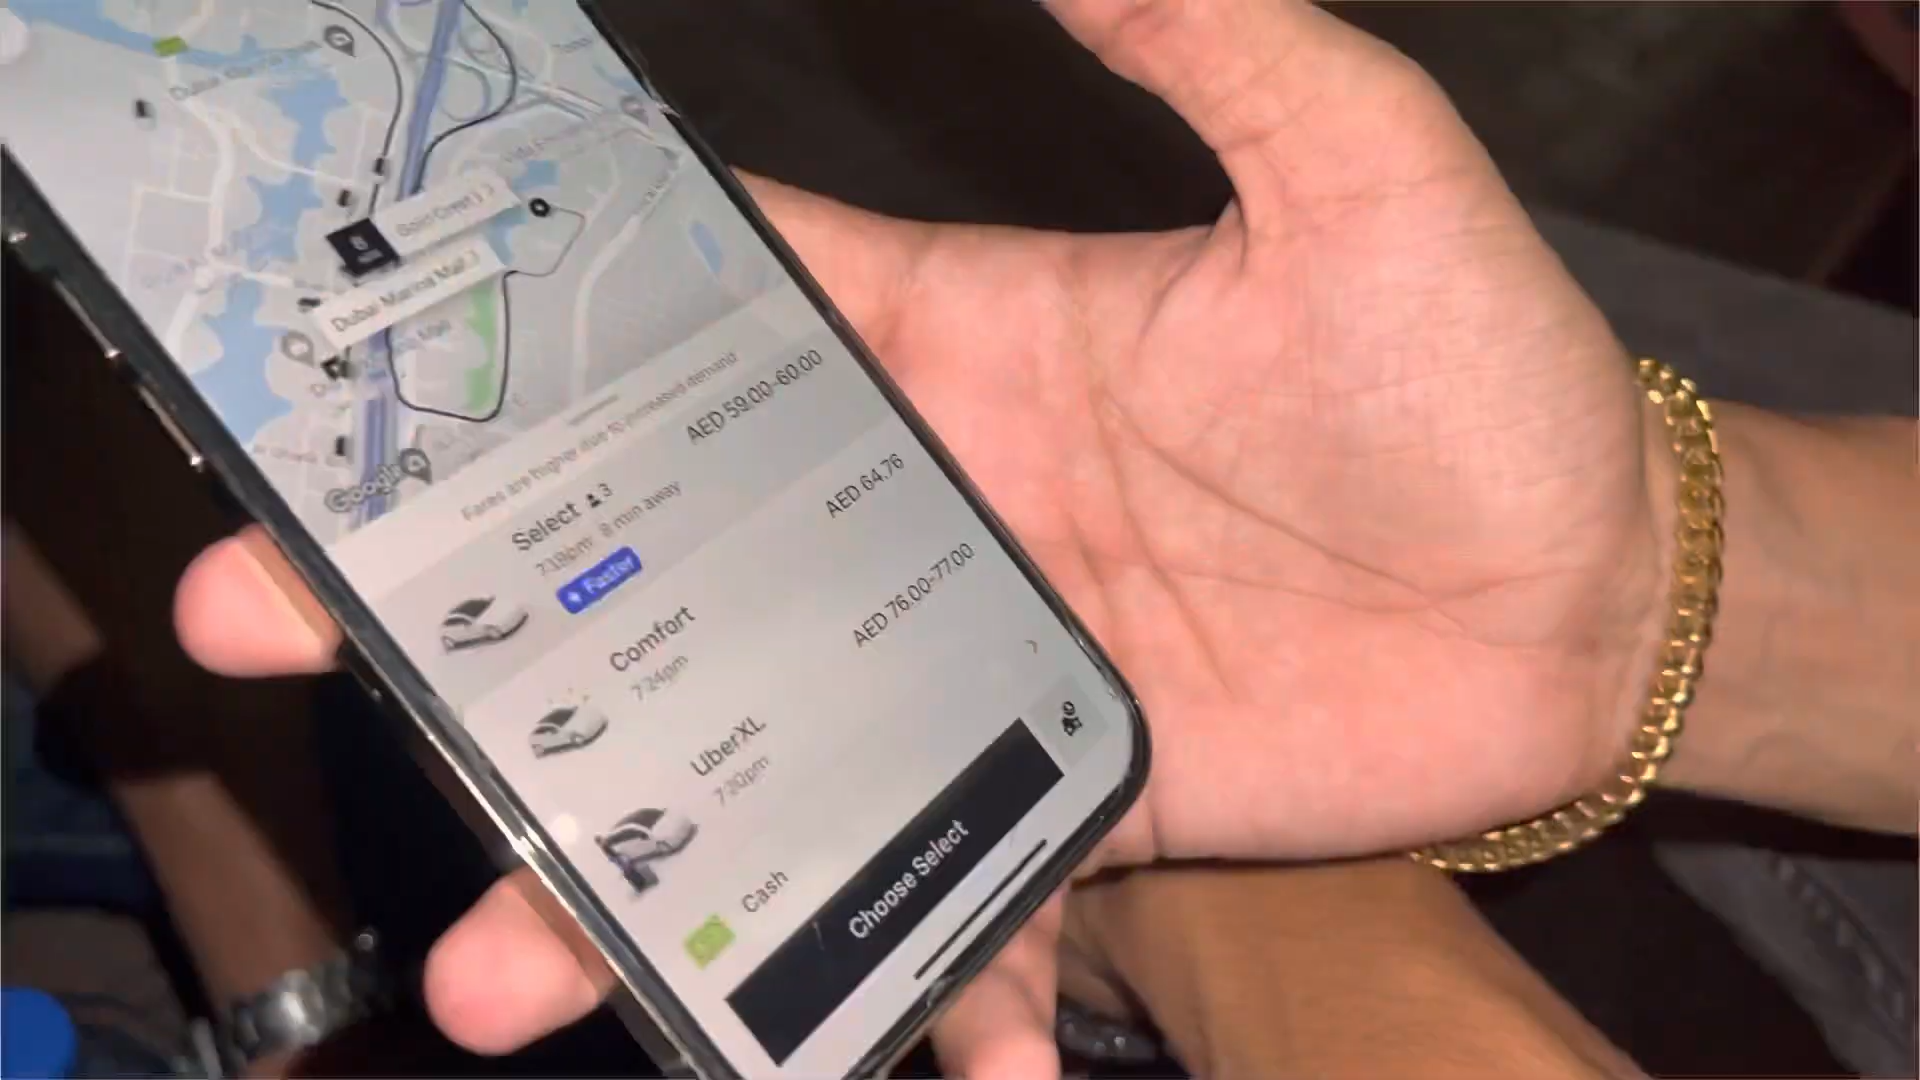 Gold Crest
Dubai Marina Mall
Google
Fares are higher due to increased demand
Select 3
AED 59.00-60.00
7:19pm 8 min away
Faster
Comfort
AED 64.76
7:24pm
UberXL
AED 76.00-77.00
7:20pm
Cash
Choose Select